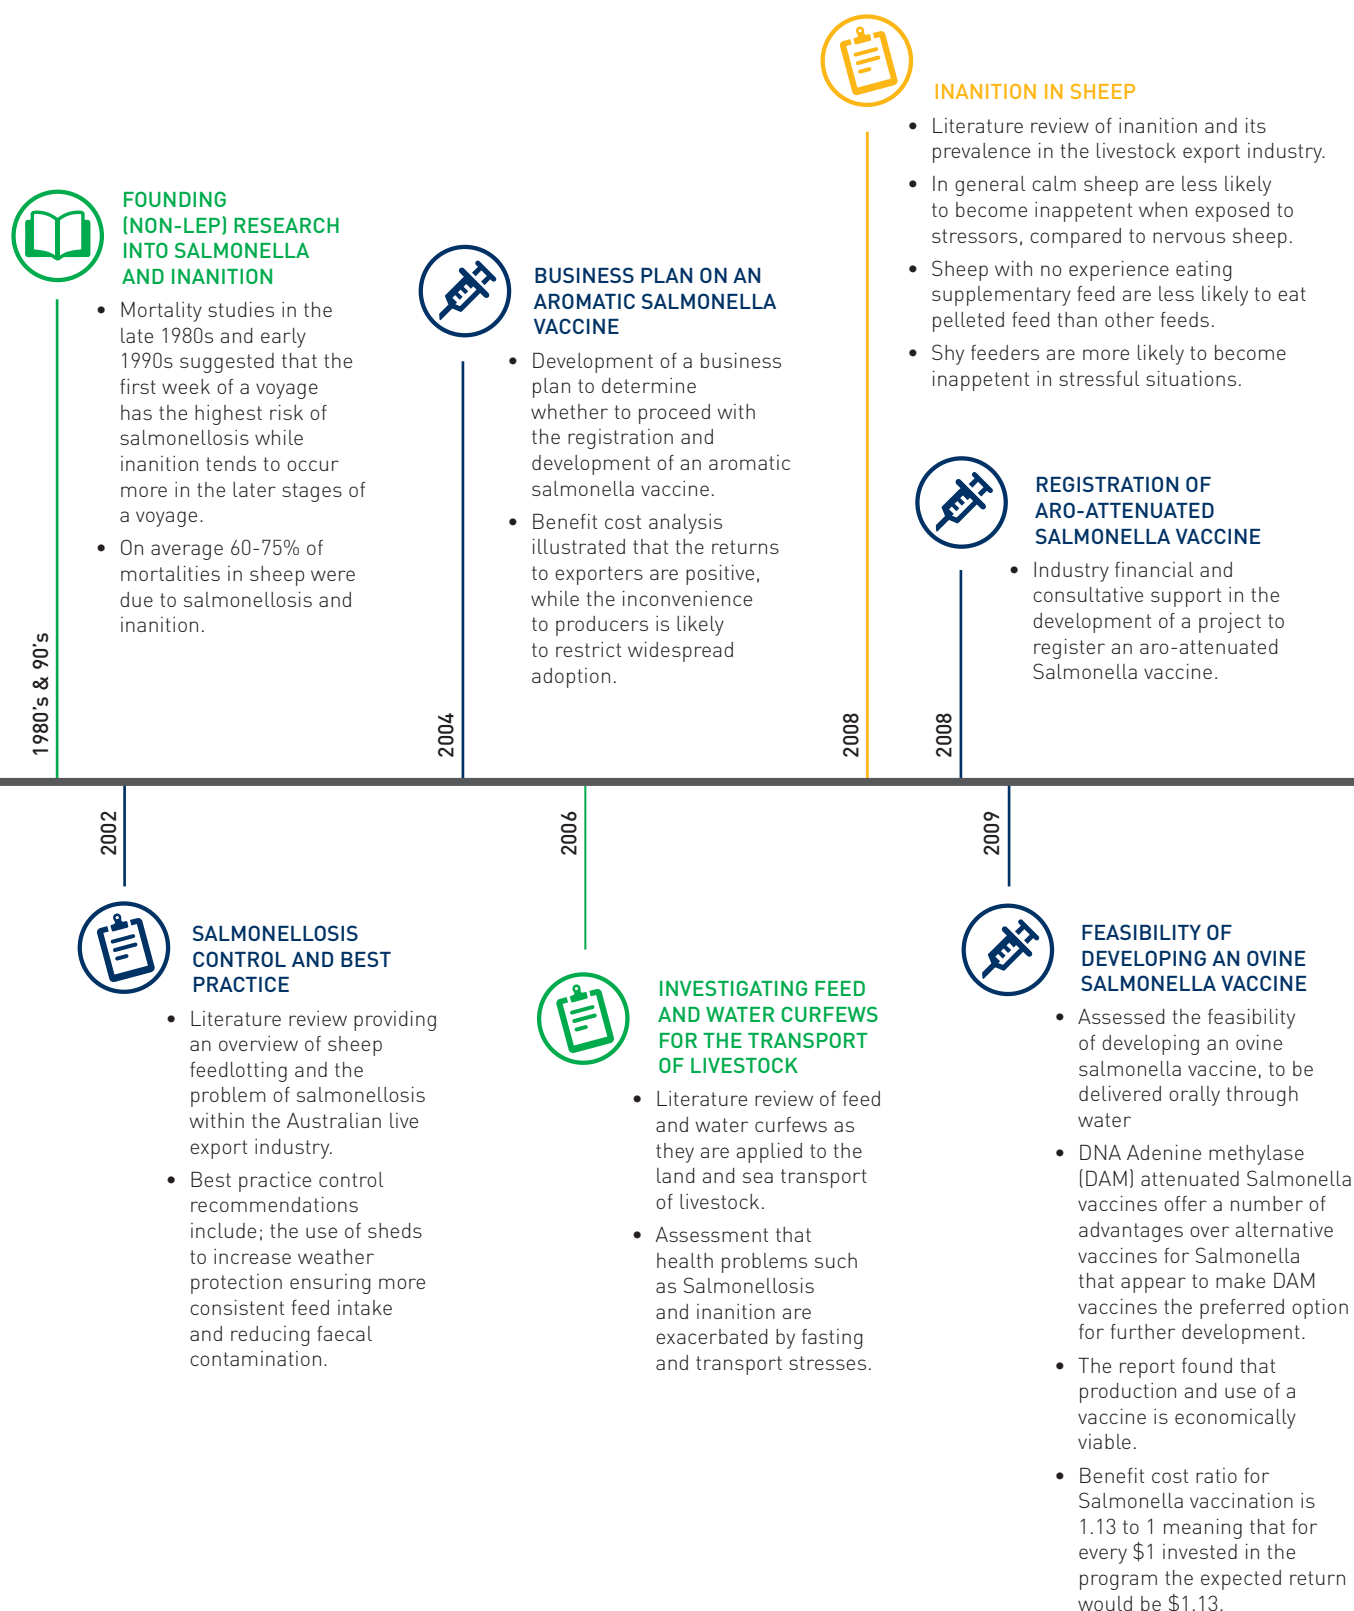 1980's & 90's
FOUNDING
(NON-LEP) RESEARCH
INTO SALMONELLA
AND INANITION
• Mortality studies in the
late 1980s and early
1990s suggested that the
first week of a voyage
has the highest risk of
salmonellosis while
inanition tends to occur
more in the later stages of
a voyage.
• On average 60-75% of
mortalities in sheep were
due to salmonellosis and
inanition.
2002
SALMONELLOSIS
CONTROL AND BEST
PRACTICE
• Literature review providing
an overview of sheep
feedlotting and the
problem of salmonellosis
within the Australian live
export industry.
• Best practice control
recommendations
include; the use of sheds
to increase weather
protection ensuring more
consistent feed intake
and reducing faecal
contamination.
2004
BUSINESS PLAN ON AN
AROMATIC SALMONELLA
VACCINE
• Development of a business
plan to determine
whether to proceed with
the registration and
development of an aromatic
salmonella vaccine.
• Benefit cost analysis
illustrated that the returns
to exporters are positive,
while the inconvenience
to producers is likely
to restrict widespread
adoption.
2006
INVESTIGATING FEED
AND WATER CURFEWS
FOR THE TRANSPORT
OF LIVESTOCK
• Literature review of feed
and water curfews as
they are applied to the
land and sea transport
of livestock.
• Assessment that
health problems such
as Salmonellosis
and inanition are
exacerbated by fasting
and transport stresses.
2008
INANITION IN SHEEP
• Literature review of inanition and its
prevalence in the livestock export industry.
• In general calm sheep are less likely
to become inappetent when exposed to
stressors, compared to nervous sheep.
• Sheep with no experience eating
supplementary feed are less likely to eat
pelleted feed than other feeds.
• Shy feeders are more likely to become
inappetent in stressful situations.
2008
REGISTRATION OF
ARO-ATTENUATED
SALMONELLA VACCINE
• Industry financial and
consultative support in the
development of a project to
register an aro-attenuated
Salmonella vaccine.
2009
FEASIBILITY OF
DEVELOPING AN OVINE
SALMONELLA VACCINE
• Assessed the feasibility
of developing an ovine
salmonella vaccine, to be
delivered orally through
water
• DNA Adenine methylase
(DAM) attenuated Salmonella
vaccines offer a number of
advantages over alternative
vaccines for Salmonella
that appear to make DAM
vaccines the preferred option
for further development.
• The report found that
production and use of a
vaccine is economically
viable.
• Benefit cost ratio for
Salmonella vaccination is
1.13 to 1 meaning that for
every $1 invested in the
program the expected return
would be $1.13.